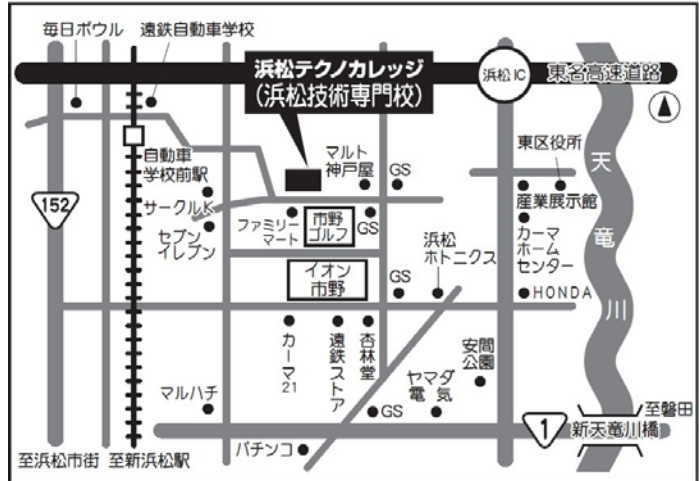 毎日ボウル
遠鉄自動車学校
浜松テクノカレッジ
(浜松技術専門校)
浜松IC
東名高速道路
自動車
学校前駅
サークルK
セブン
イレブン
マルト
神戸屋
GS
東区役所
産業展示館
カーマ
ホーム
センター
天竜川
152
ファミリー
マート
市野
ゴルフ
GS
イオン
市野
浜松
ホトニクス
GS
HONDA
カーマ21
遠鉄ストア
杏林堂
安間
公園
ヤマダ
電気
マルハチ
GS
パチンコ
1
至磐田
新天竜川橋
至浜松市街
至新浜松駅